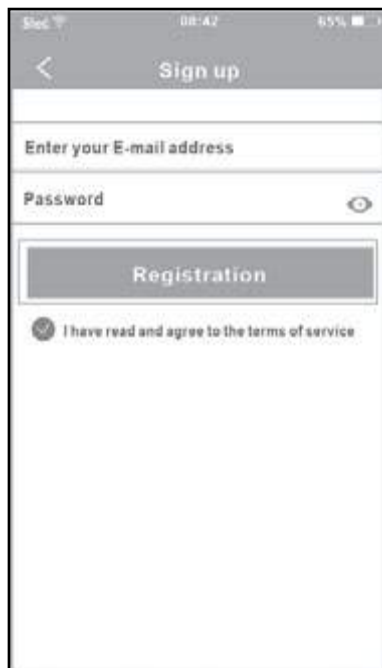 08:42 65%
Sign up
Enter your E-mail address
Password
Registration
I have read and agree to the terms of service